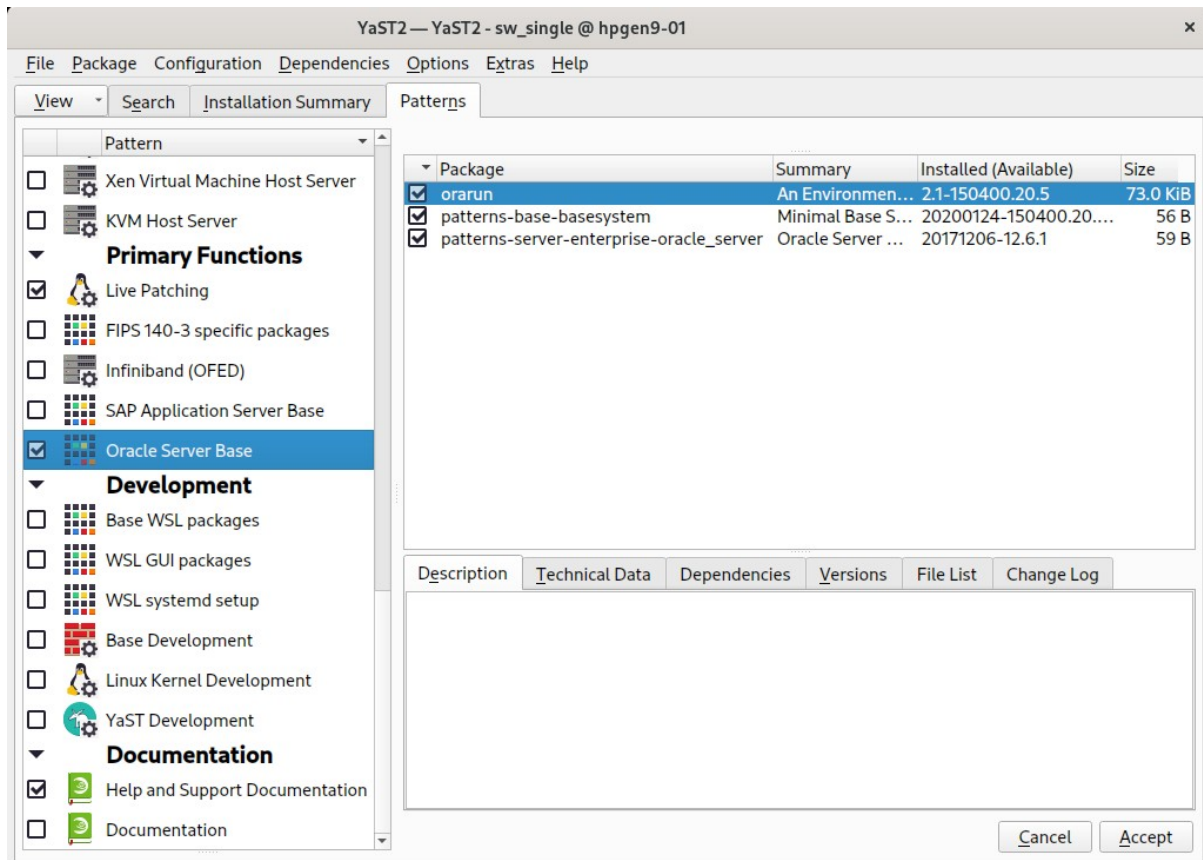 YaST2 — YaST2 - sw_single @ hpgen9-01 ×
File Package Configuration Dependencies Options Extras Help
View Search Installation Summary Patterns
Pattern
Xen Virtual Machine Host Server
KVM Host Server
Primary Functions
Live Patching
FIPS 140-3 specific packages
Infiniband (OFED)
SAP Application Server Base
Oracle Server Base
Development
Base WSL packages
WSL GUI packages
WSL systemd setup
Base Development
Linux Kernel Development
YaST Development
Documentation
Help and Support Documentation
Documentation
Package Summary Installed (Available) Size
orarun An Environmen... 2.1-150400.20.5 73.0 KiB
patterns-base-basesystem Minimal Base S... 20200124-150400.20.... 56 B
patterns-server-enterprise-oracle_server Oracle Server ... 20171206-12.6.1 59 B
Description Technical Data Dependencies Versions File List Change Log
Cancel Accept